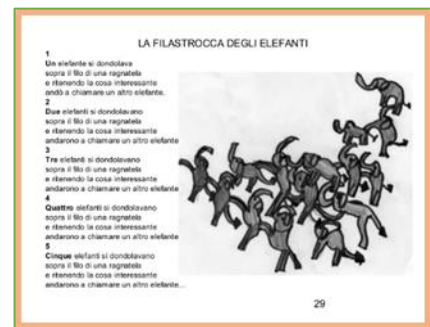 LA FILASTROCCA DEGLI ELEFANTI
1
Un elefante si dondolava
sopra il filo di una ragnatela
e ritenendo la cosa interessante
andò a chiamare un altro elefante.
2
Due elefanti si dondolavano
sopra il filo di una ragnatela
e ritenendo la cosa interessante
andarono a chiamare un altro elefante
3
Tre elefanti si dondolavano
sopra il filo di una ragnatela
e ritenendo la cosa interessante
andarono a chiamare un altro elefante
4
Quattro elefanti si dondolavano
sopra il filo di una ragnatela
e ritenendo la cosa interessante
andarono a chiamare un altro elefante
5
Cinque elefanti si dondolavano
sopra il filo di una ragnatela
e ritenendo la cosa interessante
andarono a chiamare un altro elefante...
29